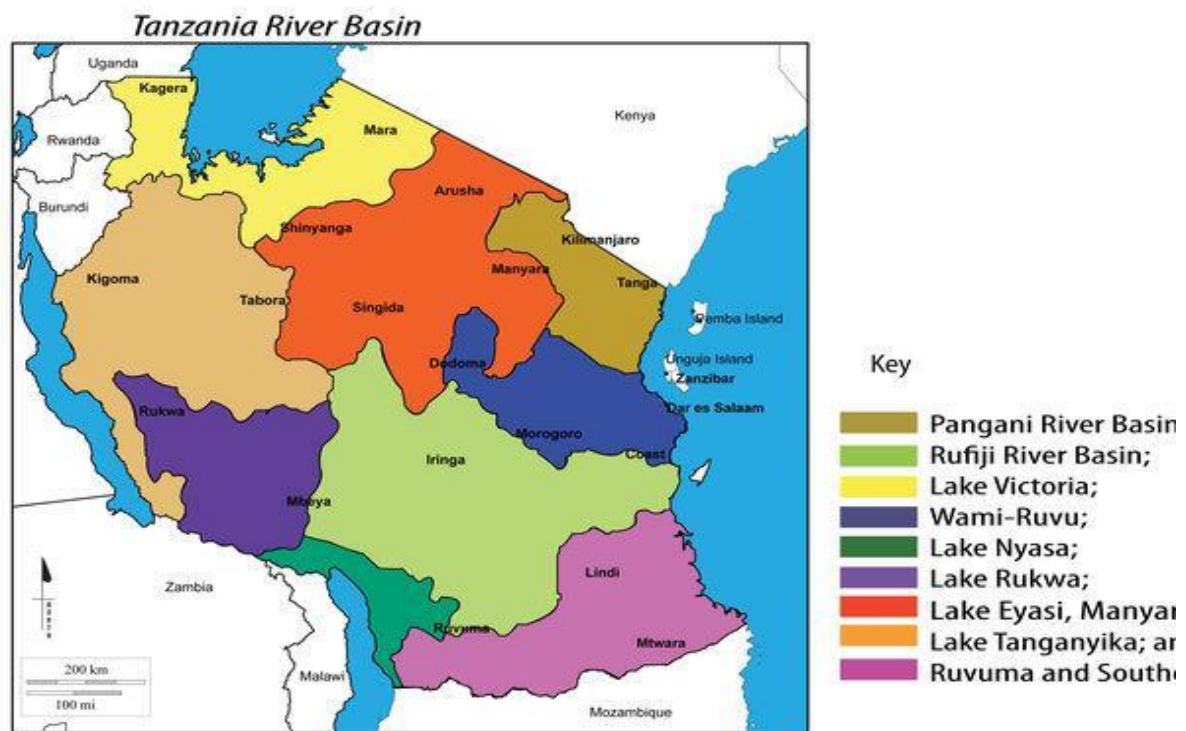 Tanzania River Basin
Uganda
Kagera
Kenya
Mara
Rwanda
Arusha
Burundi
Shinyanga
Kilimanjaro
Manyara
Kigoma
Tanga
Tabora
Singida
Pemba Island
Unguja Island
Dodoma
Zanzibar
Rukwa
Dar es Salaam
Morogoro
Coast
Iringa
Mbeya
Lindi
Zambia
Ruvuma
Mtwara
200 km
Malawi
100 mi
Mozambique
Key
Pangani River Basin
Rufiji River Basin;
Lake Victoria;
Wami-Ruvu;
Lake Nyasa;
Lake Rukwa;
Lake Eyasi, Manyar
Lake Tanganyika; an
Ruvuma and Southe